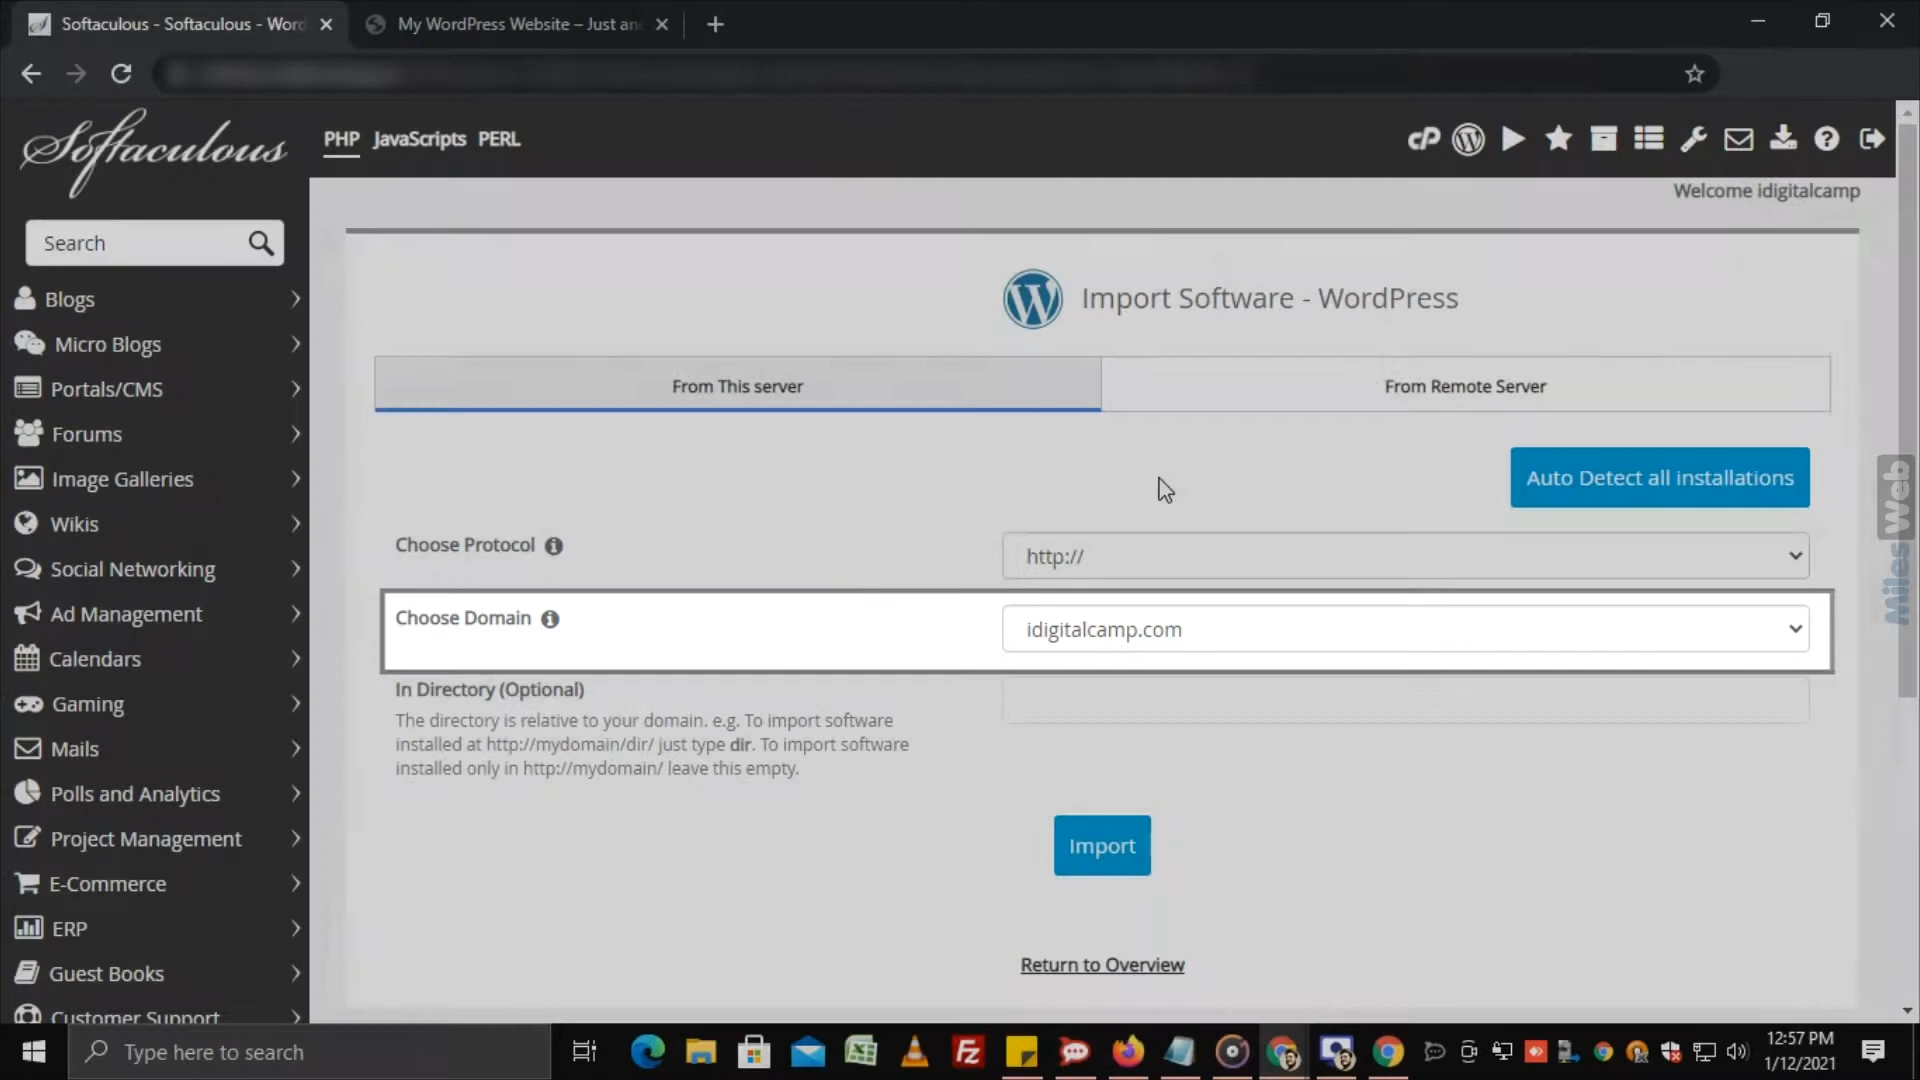 Softaculous - Softaculous - Word
My WordPress Website – Just an
Softaculous
PHP JavaScripts PERL
cP
Welcome idigitalcamp
Search
Blogs
Micro Blogs
Portals/CMS
Forums
Image Galleries
Wikis
Social Networking
Ad Management
Calendars
Gaming
Mails
Polls and Analytics
Project Management
E-Commerce
ERP
Guest Books
Customer Support
Import Software - WordPress
From This server
From Remote Server
Auto Detect all installations
Choose Protocol
http://
Choose Domain
idigitalcamp.com
In Directory (Optional)
The directory is relative to your domain. e.g. To import software
installed at http://mydomain/dir/ just type dir. To import software
installed only in http://mydomain/ leave this empty.
Import
Return to Overview
MilesWeb
Type here to search
Fz
12:57 PM
1/12/2021